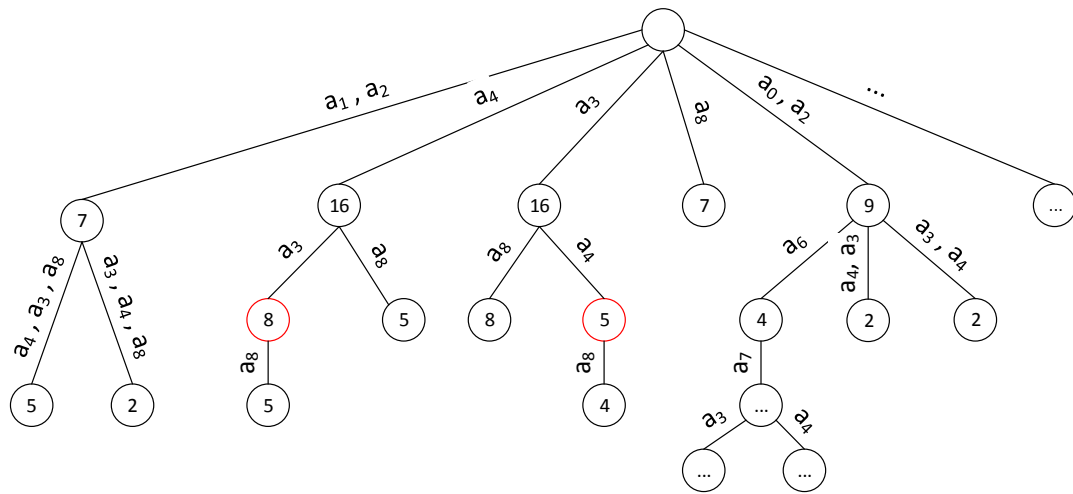 a₁ , a₂
a₄
a₃
a₈
a₀ , a₂
...
7
16
16
7
9
...
a₄ , a₃ , a₈
a₃ , a₄ , a₈
a₃
a₈
a₈
a₄
a₆
a₄, a₃
a₃ , a₄
8
5
8
5
4
2
2
a₈
a₈
a₇
5
2
5
4
...
a₃
a₄
...
...